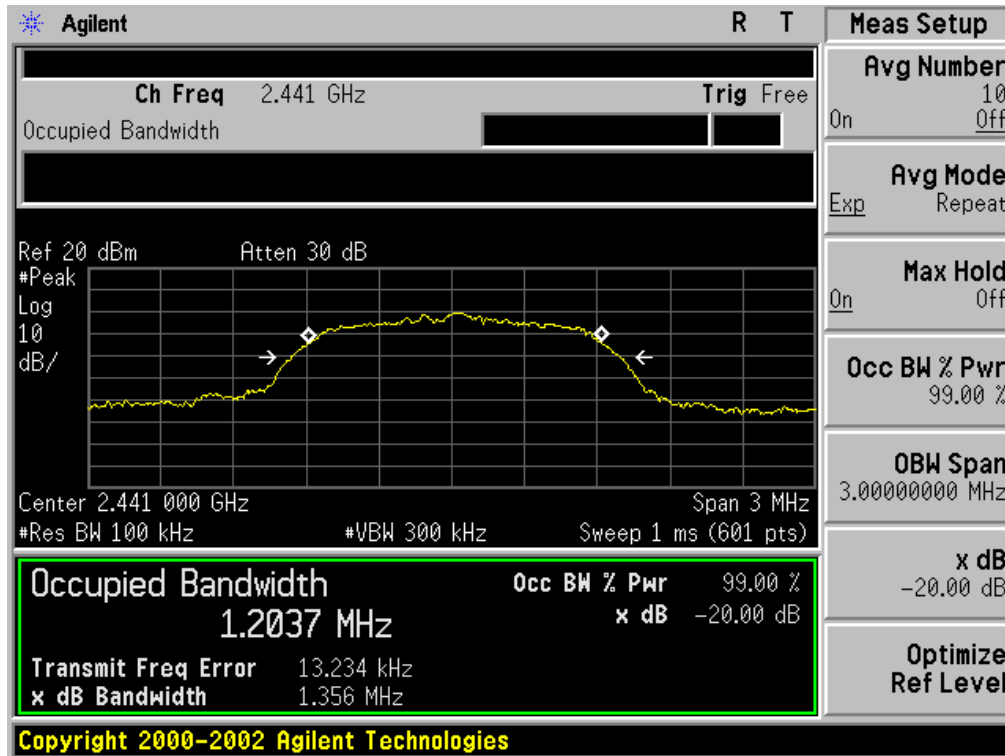 Agilent R T
Ch Freq 2.441 GHz Trig Free
Occupied Bandwidth
Ref 20 dBm Atten 30 dB
#Peak
Log
10
dB/
Center 2.441 000 GHz Span 3 MHz
#Res BW 100 kHz #VBW 300 kHz Sweep 1 ms (601 pts)
Occupied Bandwidth
1.2037 MHz
Occ BW % Pwr 99.00 %
x dB -20.00 dB
Transmit Freq Error 13.234 kHz
x dB Bandwidth 1.356 MHz
Copyright 2000-2002 Agilent Technologies
Meas Setup
Avg Number
10
On Off
Avg Mode
Exp Repeat
Max Hold
On Off
Occ BW % Pwr
99.00 %
OBW Span
3.00000000 MHz
x dB
-20.00 dB
Optimize
Ref Level